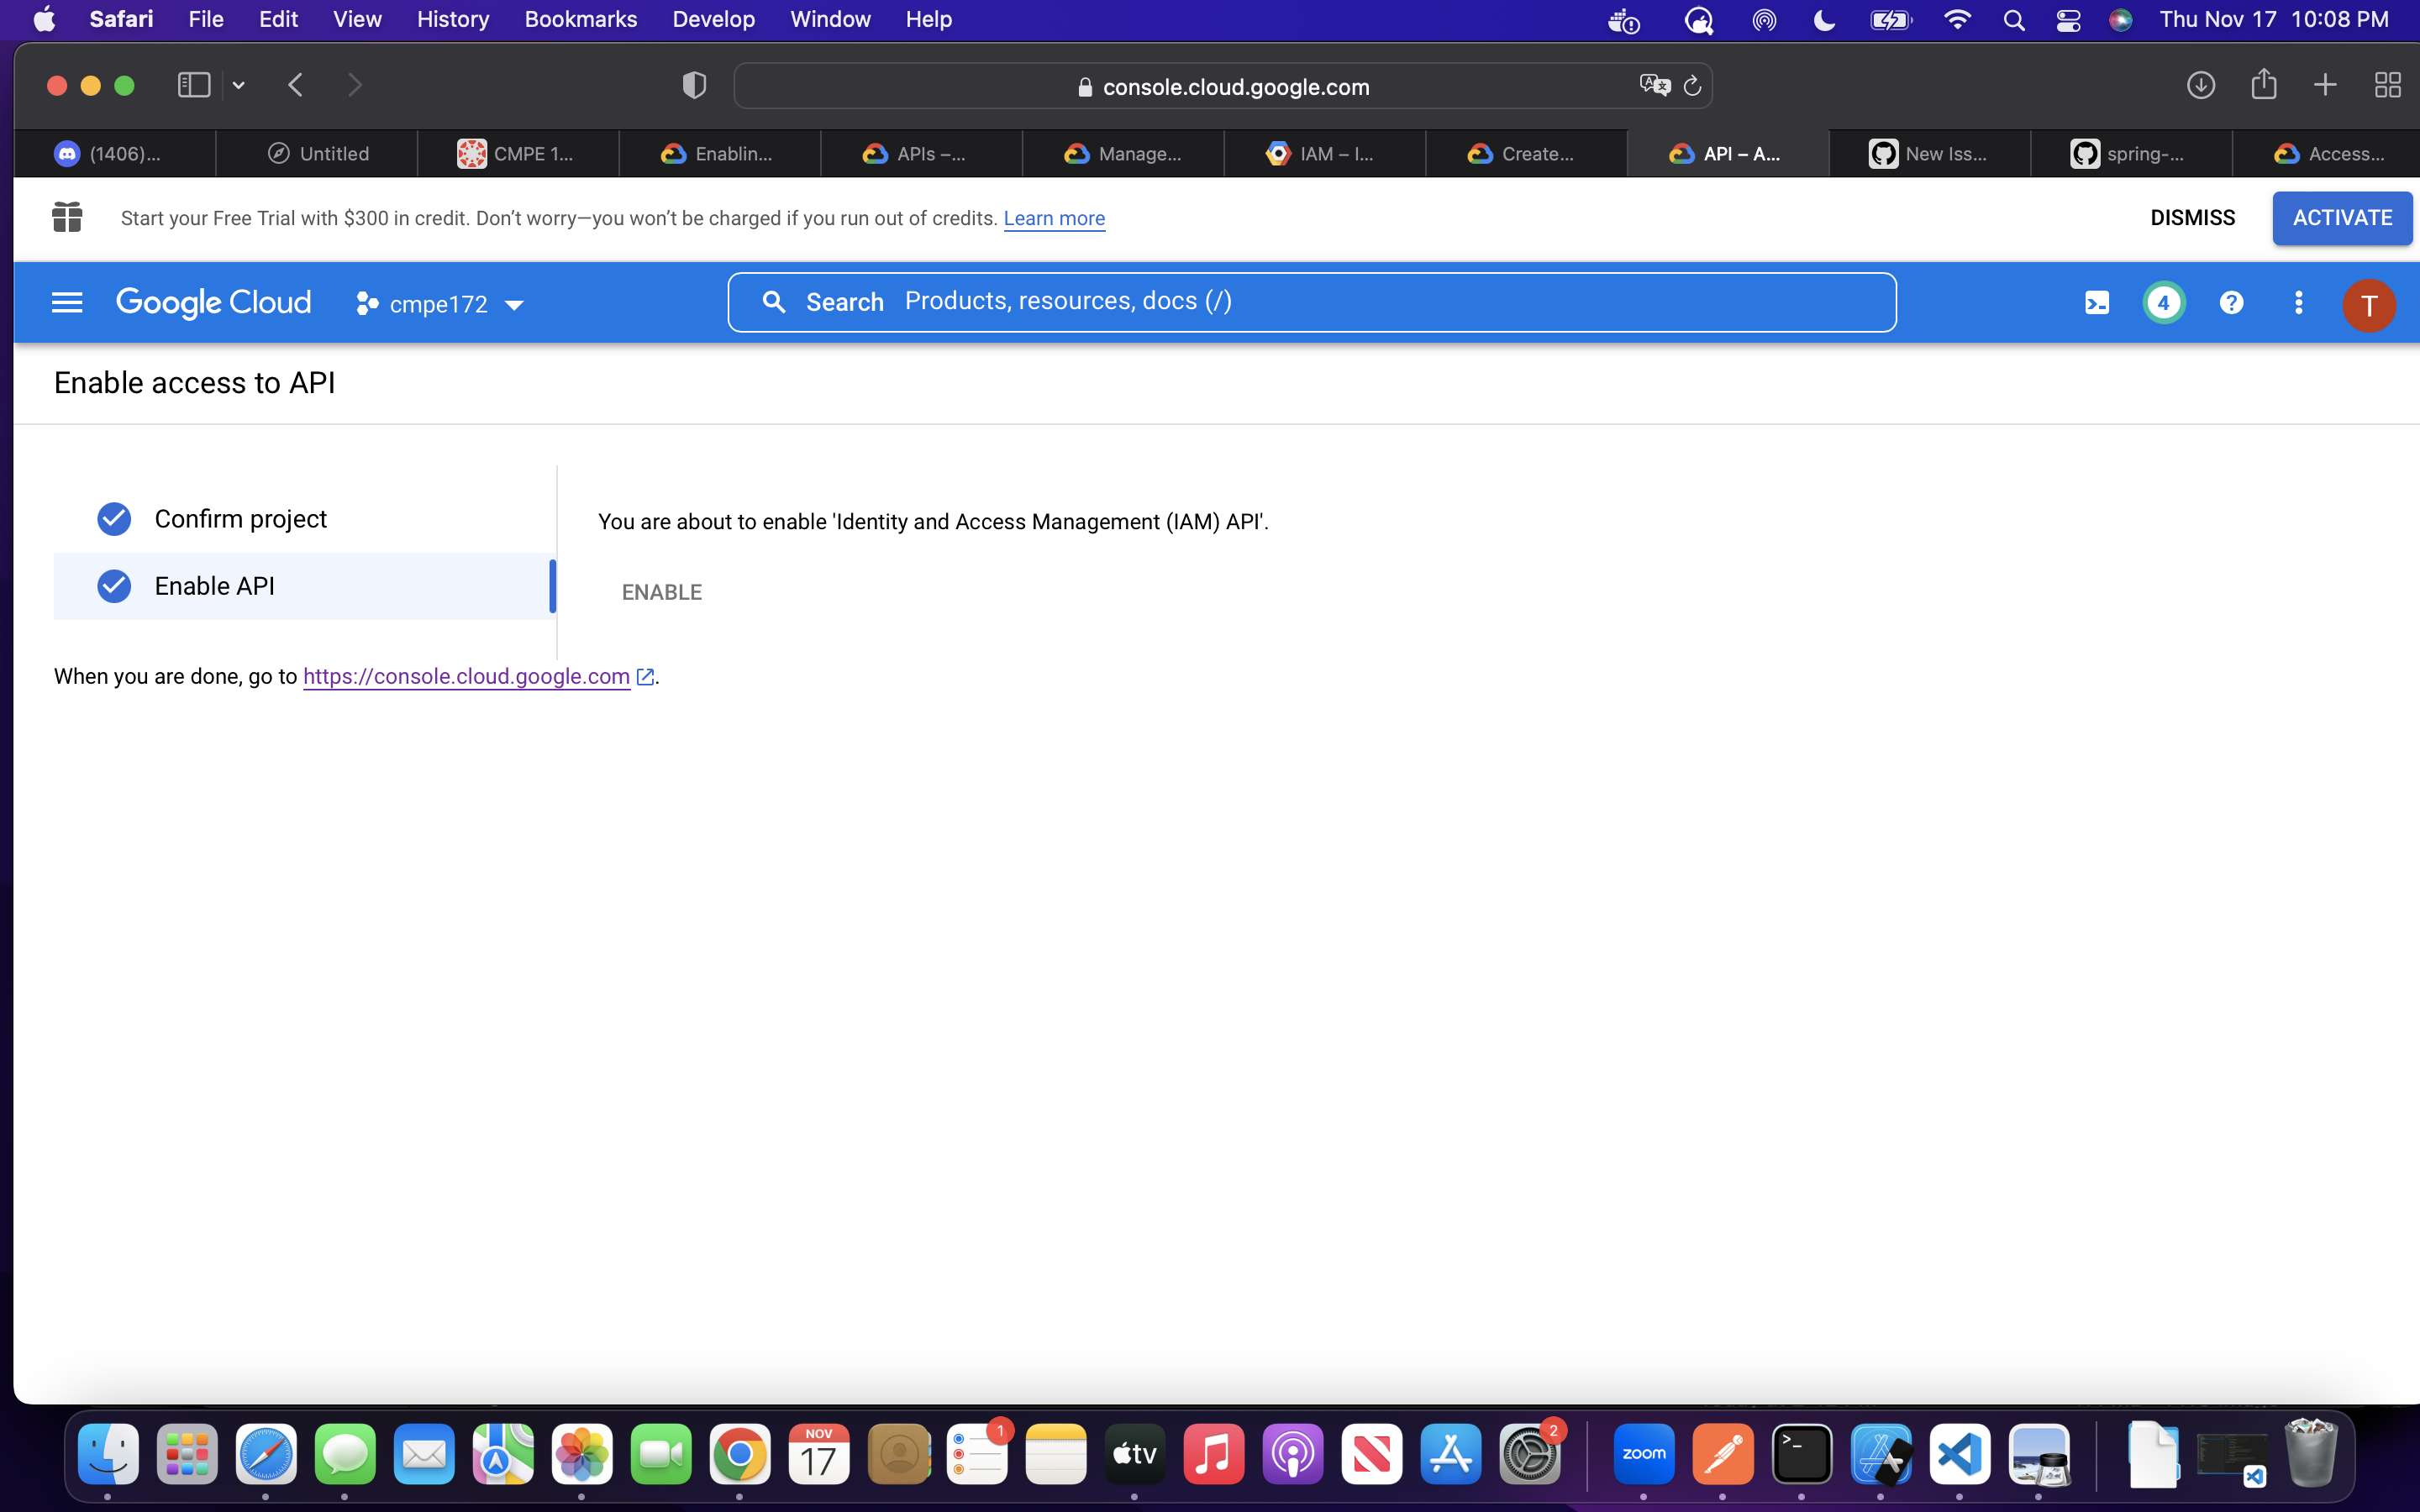 Safari File Edit View History Bookmarks Develop Window Help Thu Nov 17 10:08 PM
console.cloud.google.com
(1406)... Untitled CMPE 1... Enablin... APIs –... Manage... IAM – I... Create... API – A... New Iss... spring-... Access...
Start your Free Trial with $300 in credit. Don't worry—you won't be charged if you run out of credits. Learn more DISMISS ACTIVATE
Google Cloud cmpe172 Search Products, resources, docs (/) 4 ? T
Enable access to API
Confirm project
You are about to enable 'Identity and Access Management (IAM) API'.
Enable API
ENABLE
When you are done, go to https://console.cloud.google.com .
1 2
NOV
17
tv
zoom